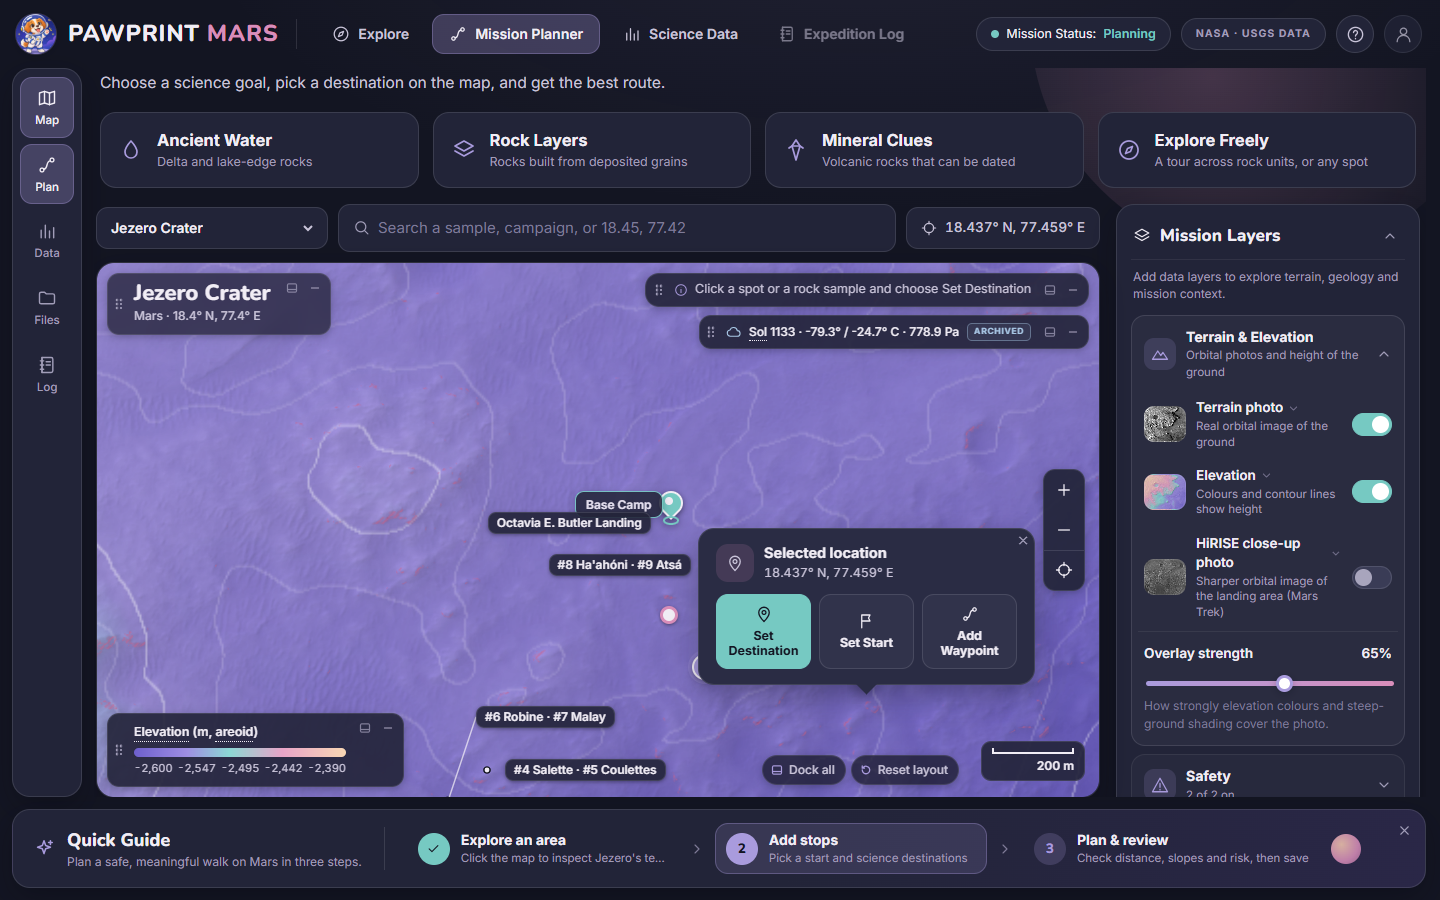 PAWPRINT MARS
Explore
Mission Planner
Science Data
Expedition Log
Mission Status: Planning
NASA · USGS DATA
Map
Plan
Data
Files
Log
Choose a science goal, pick a destination on the map, and get the best route.
Ancient Water
Delta and lake-edge rocks
Rock Layers
Rocks built from deposited grains
Mineral Clues
Volcanic rocks that can be dated
Explore Freely
A tour across rock units, or any spot
Jezero Crater
Search a sample, campaign, or 18.45, 77.42
18.437° N, 77.459° E
Jezero Crater
Mars · 18.4° N, 77.4° E
Click a spot or a rock sample and choose Set Destination
Sol 1133 · -79.3° / -24.7° C · 778.9 Pa ARCHIVED
Base Camp
Octavia E. Butler Landing
#8 Ha'ahóni · #9 Atsá
Selected location
18.437° N, 77.459° E
Set
Destination
Set Start
Add
Waypoint
#6 Robine · #7 Malay
#4 Salette · #5 Coulettes
Elevation (m, areoid)
-2,600 -2,547 -2,495 -2,442 -2,390
Dock all
Reset layout
200 m
Mission Layers
Add data layers to explore terrain, geology and
mission context.
Terrain & Elevation
Orbital photos and height of the
ground
Terrain photo
Real orbital image of the
ground
Elevation
Colours and contour lines
show height
HiRISE close-up
photo
Sharper orbital image of
the landing area (Mars
Trek)
Overlay strength 65%
How strongly elevation colours and steep-
ground shading cover the photo.
Safety
2 of 2 on
Quick Guide
Plan a safe, meaningful walk on Mars in three steps.
Explore an area
Click the map to inspect Jezero's te...
2
Add stops
Pick a start and science destinations
3
Plan & review
Check distance, slopes and risk, then save